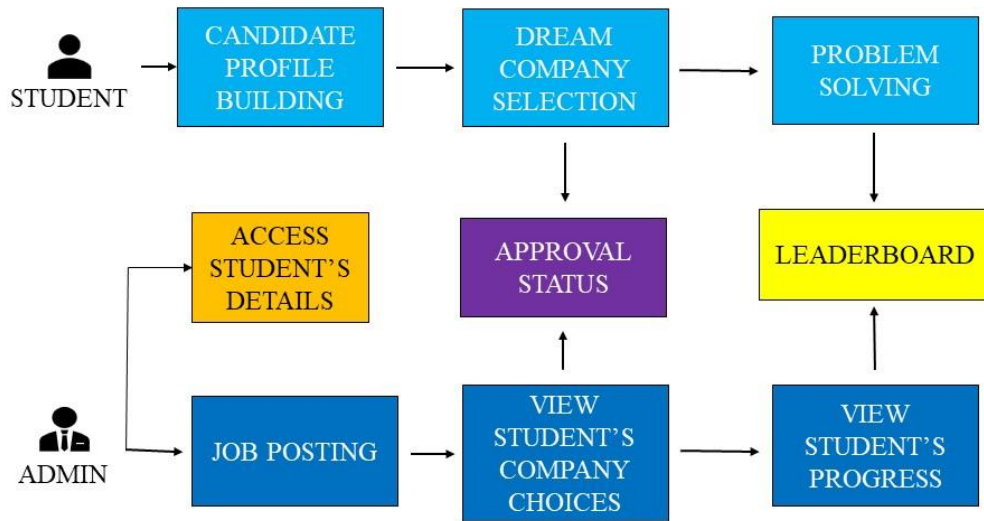 STUDENT
CANDIDATE
PROFILE
BUILDING
DREAM
COMPANY
SELECTION
PROBLEM
SOLVING
ACCESS
STUDENT’S
DETAILS
APPROVAL
STATUS
LEADERBOARD
ADMIN
JOB POSTING
VIEW
STUDENT’S
COMPANY
CHOICES
VIEW
STUDENT’S
PROGRESS